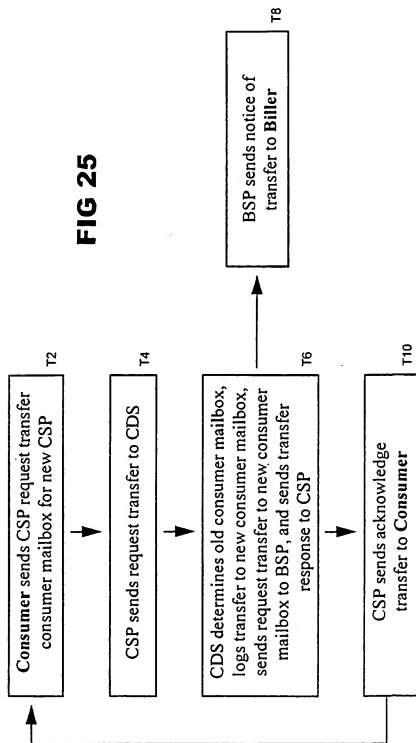 FIG 25
Consumer sends CSP request transfer
consumer mailbox for new CSP
T2
CSP sends request transfer to CDS
T4
CDS determines old consumer mailbox,
logs transfer to new consumer mailbox,
sends request transfer to new consumer
mailbox to BSP, and sends transfer
response to CSP
T6
BSP sends notice of
transfer to Biller
T8
CSP sends acknowledge
transfer to Consumer
T10